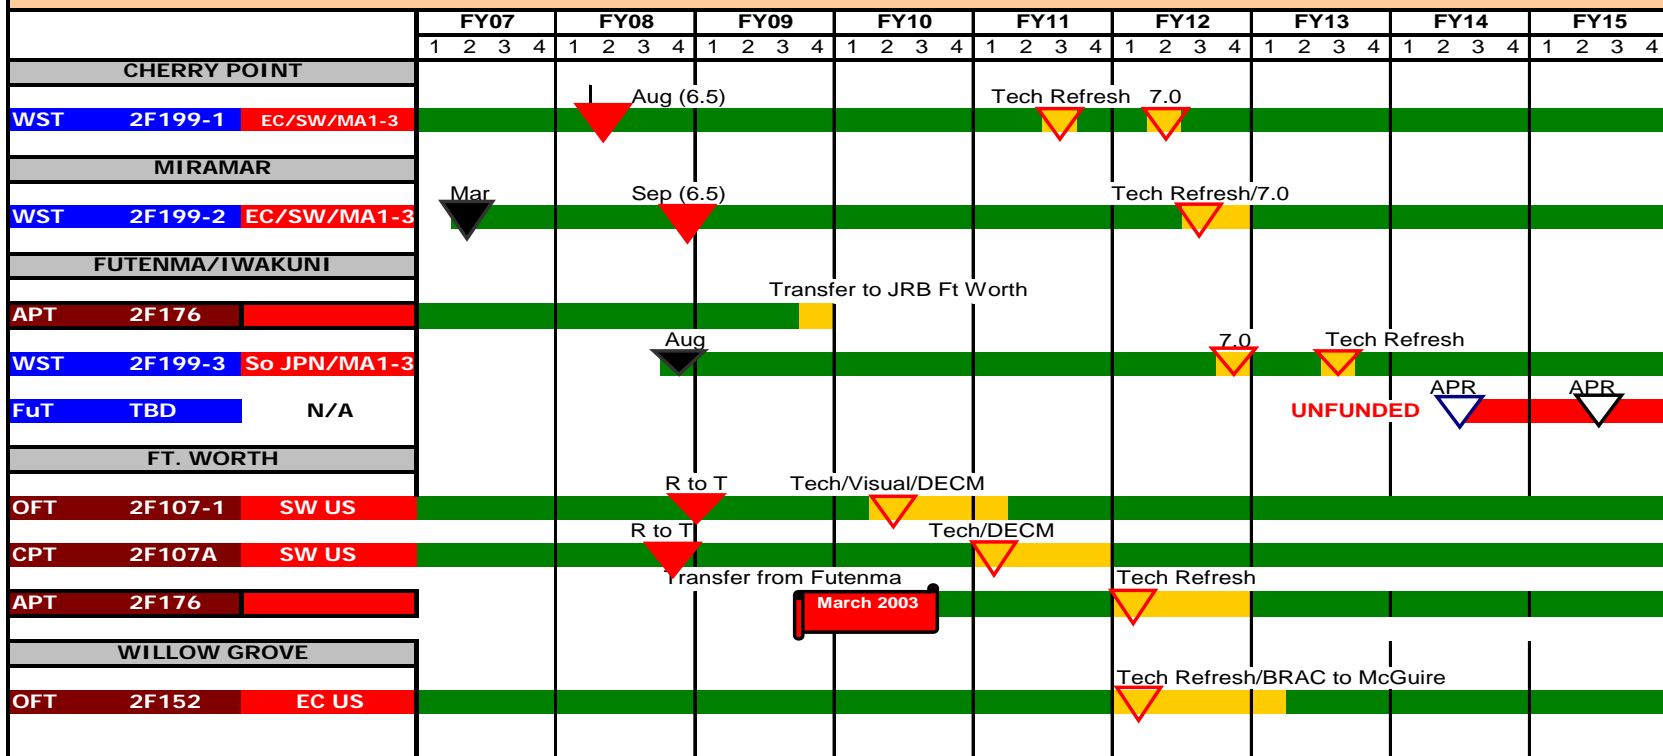 FY07 FY08 FY09 FY10 FY11 FY12 FY13 FY14 FY15
1 2 3 4 1 2 3 4 1 2 3 4 1 2 3 4 1 2 3 4 1 2 3 4 1 2 3 4 1 2 3 4 1 2 3 4
CHERRY POINT
Aug (6.5) Tech Refresh 7.0
WST 2F199-1 EC/SW/MA1-3
MIRAMAR
Mar Sep (6.5) Tech Refresh/7.0
WST 2F199-2 EC/SW/MA1-3
FUTENMA/IWAKUNI
Transfer to JRB Ft Worth
APT 2F176
Aug 7.0 Tech Refresh
WST 2F199-3 So JPN/MA1-3
APR APR
FuT TBD N/A UNFUNDED
FT. WORTH
R to T Tech/Visual/DECM
OFT 2F107-1 SW US
R to T Tech/DECM
CPT 2F107A SW US
Transfer from Futenma Tech Refresh
APT 2F176 March 2003
WILLOW GROVE
Tech Refresh/BRAC to McGuire
OFT 2F152 EC US